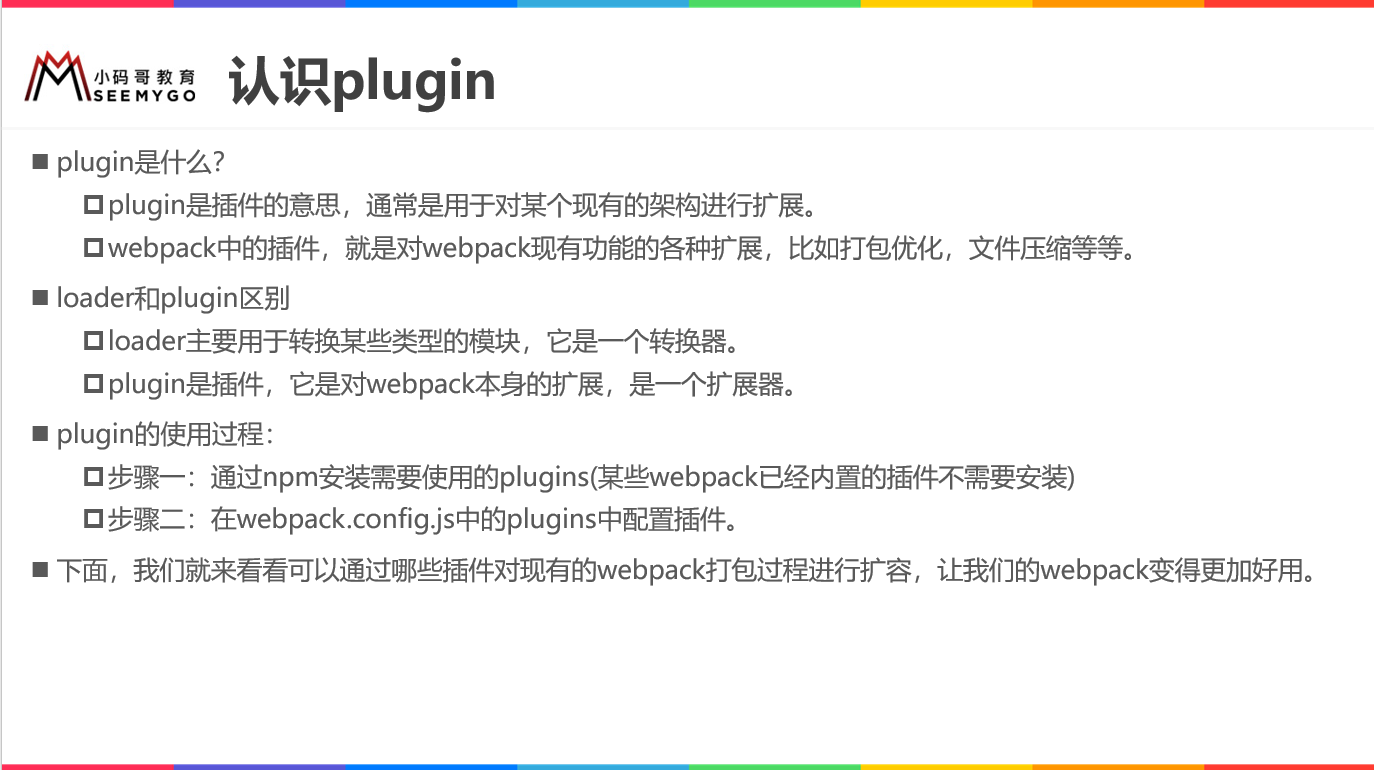 小码哥教育
SEEMYGO
认识plugin
plugin是什么?
plugin是插件的意思，通常是用于对某个现有的架构进行扩展。
webpack中的插件，就是对webpack现有功能的各种扩展，比如打包优化，文件压缩等等。
loader和plugin区别
loader主要用于转换某些类型的模块，它是一个转换器。
plugin是插件，它是对webpack本身的扩展，是一个扩展器。
plugin的使用过程：
步骤一：通过npm安装需要使用的plugins(某些webpack已经内置的插件不需要安装)
步骤二：在webpack.config.js中的plugins中配置插件。
下面，我们就来看看可以通过哪些插件对现有的webpack打包过程进行扩容，让我们的webpack变得更加好用。